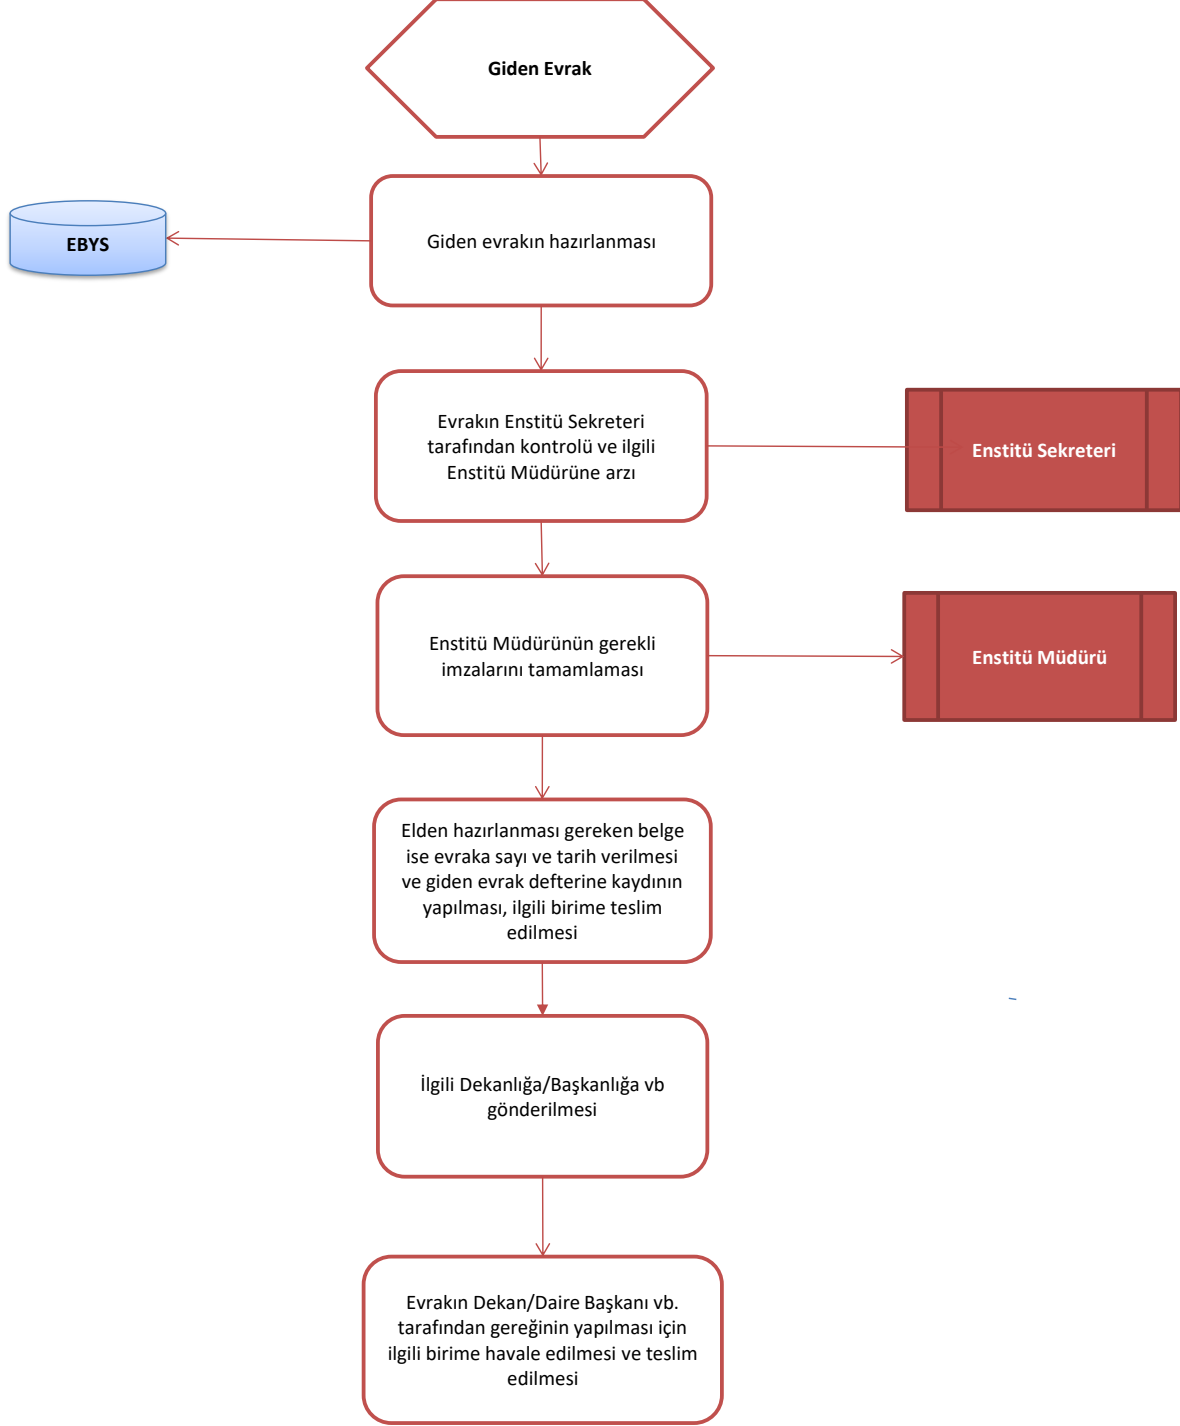 Giden Evrak
EBYS
Giden evrakın hazırlanması
Evrakın Enstitü Sekreteri
tarafından kontrolü ve ilgili
Enstitü Müdürüne arzı
Enstitü Sekreteri
Enstitü Müdürünün gerekli
imzalarını tamamlaması
Enstitü Müdürü
Elden hazırlanması gereken belge
ise evraka sayı ve tarih verilmesi
ve giden evrak defterine kaydının
yapılması, ilgili birime teslim
edilmesi
İlgili Dekanlığa/Başkanlığa vb
gönderilmesi
Evrakın Dekan/Daire Başkanı vb.
tarafından gereğinin yapılması için
ilgili birime havale edilmesi ve teslim
edilmesi